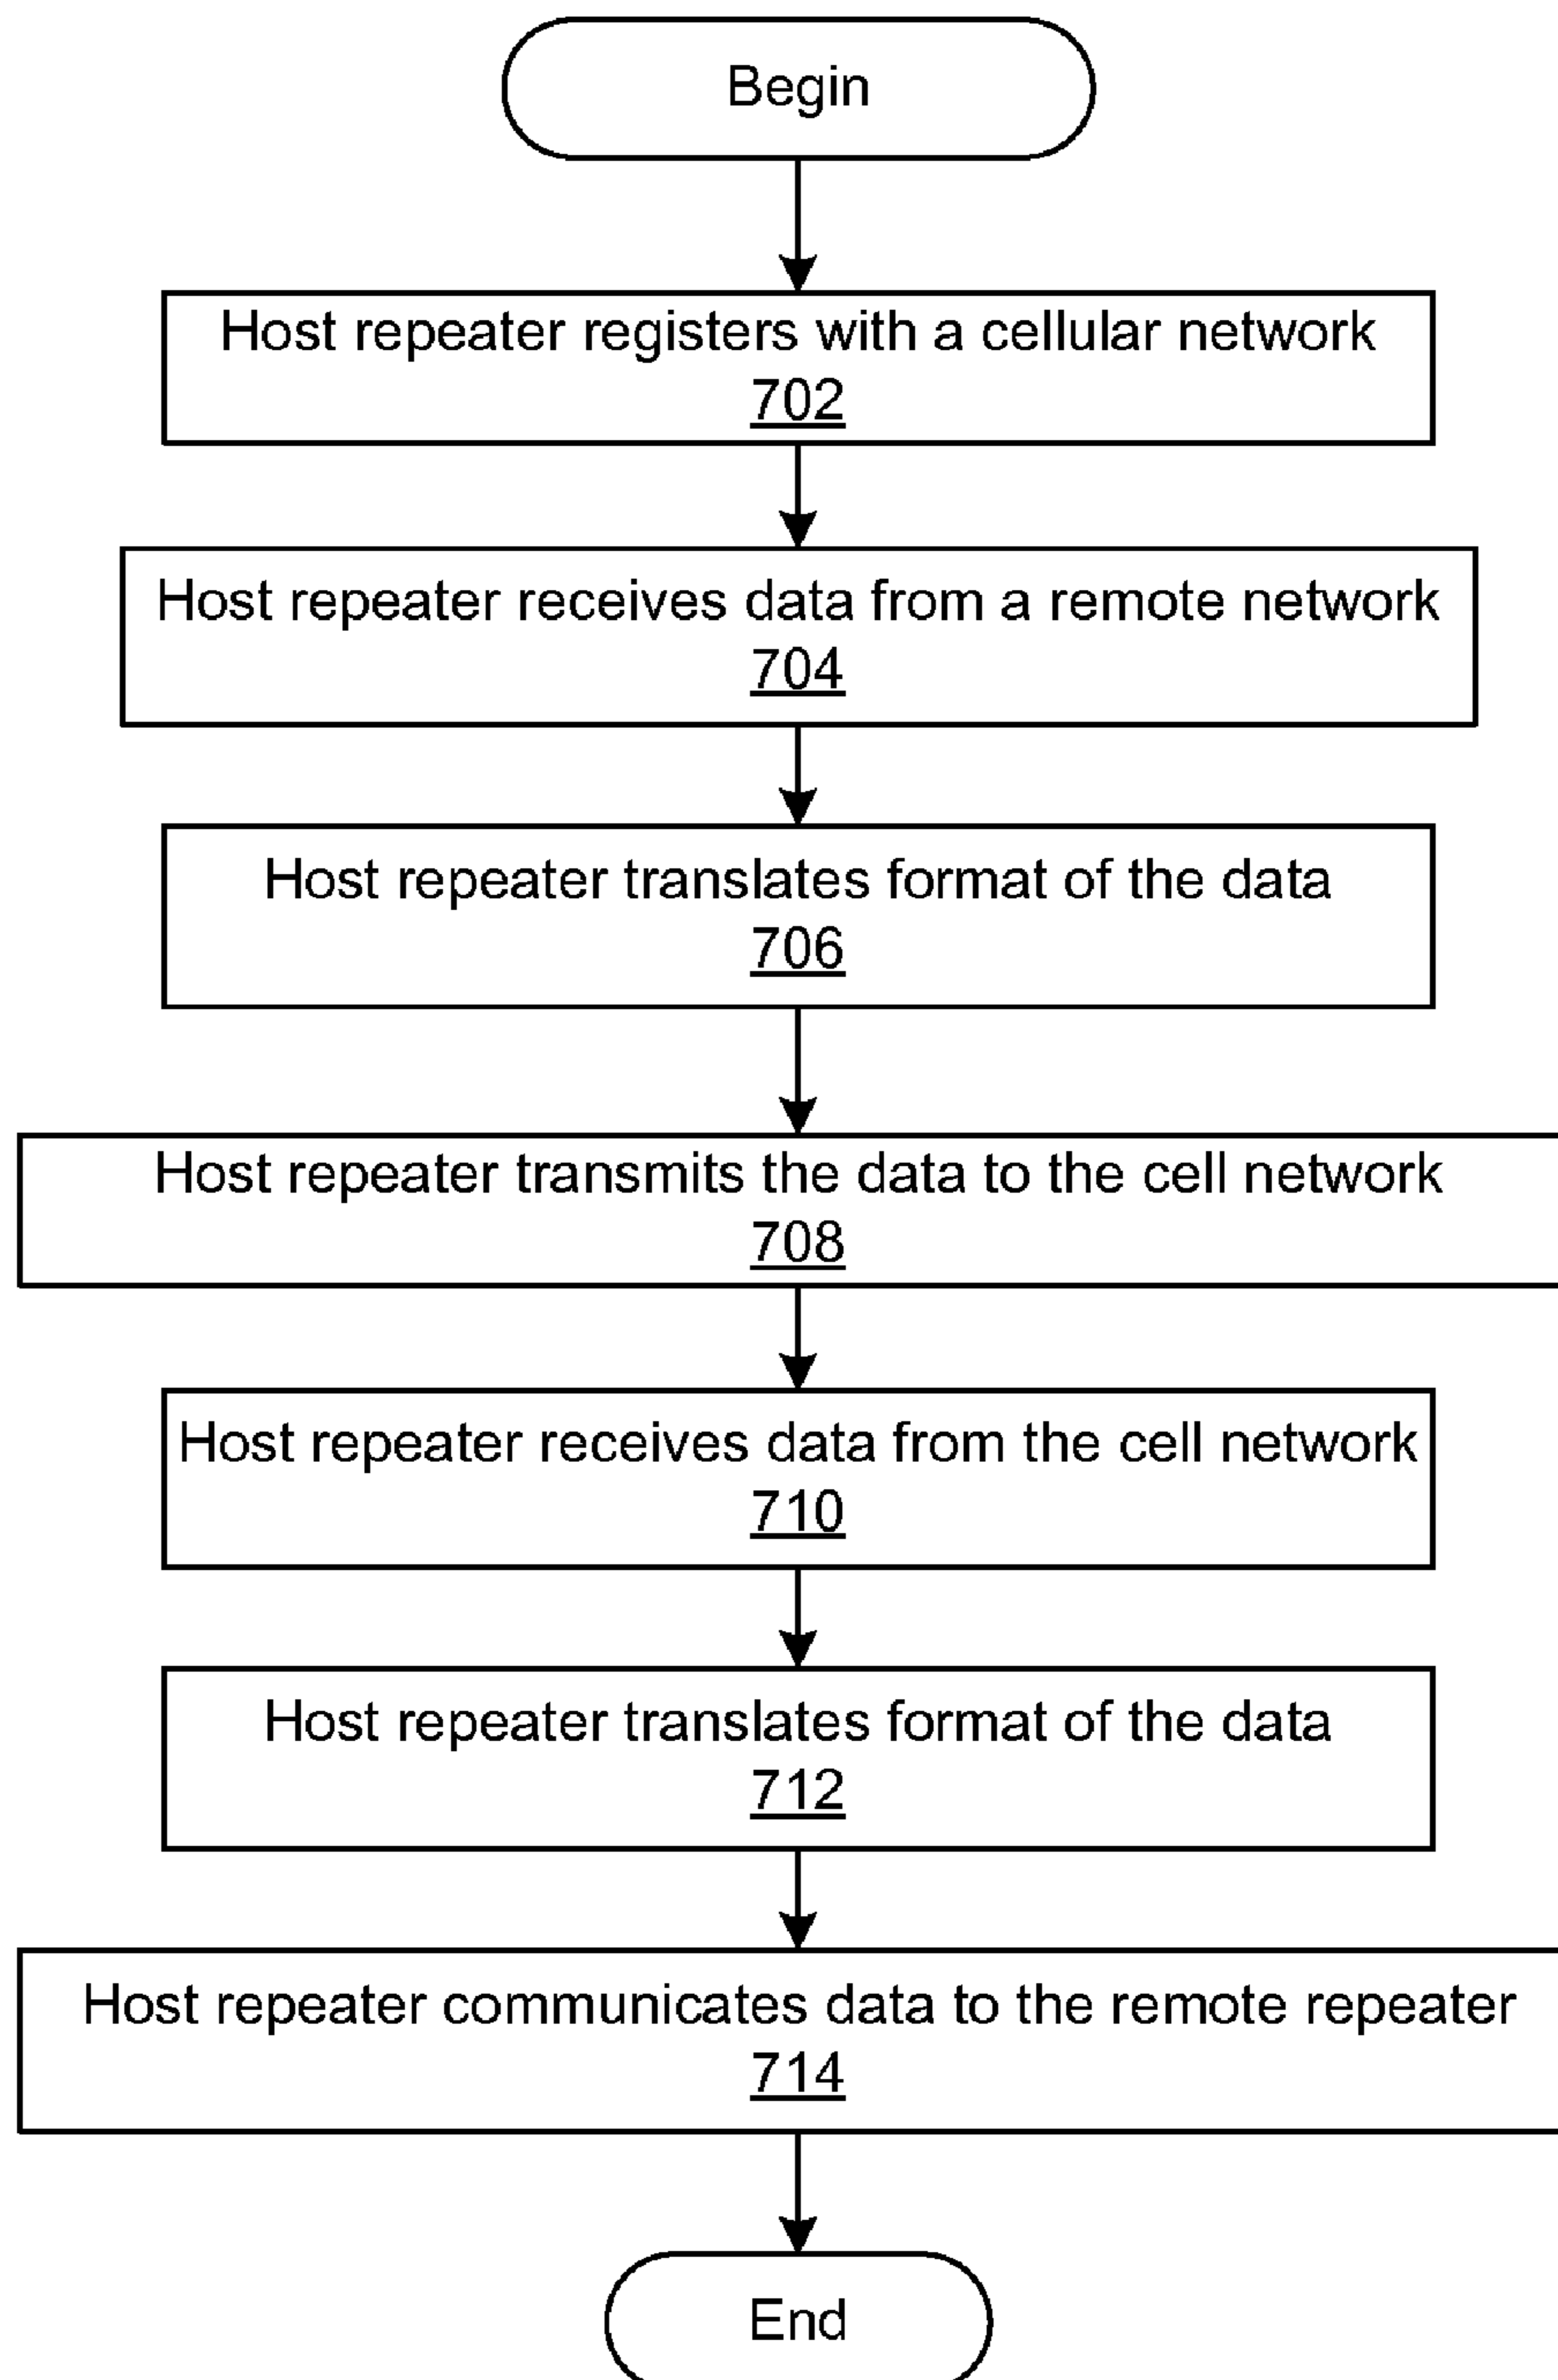 Begin
Host repeater registers with a cellular network
702
Host repeater receives data from a remote network
704
Host repeater translates format of the data
706
Host repeater transmits the data to the cell network
708
Host repeater receives data from the cell network
710
Host repeater translates format of the data
712
Host repeater communicates data to the remote repeater
714
End